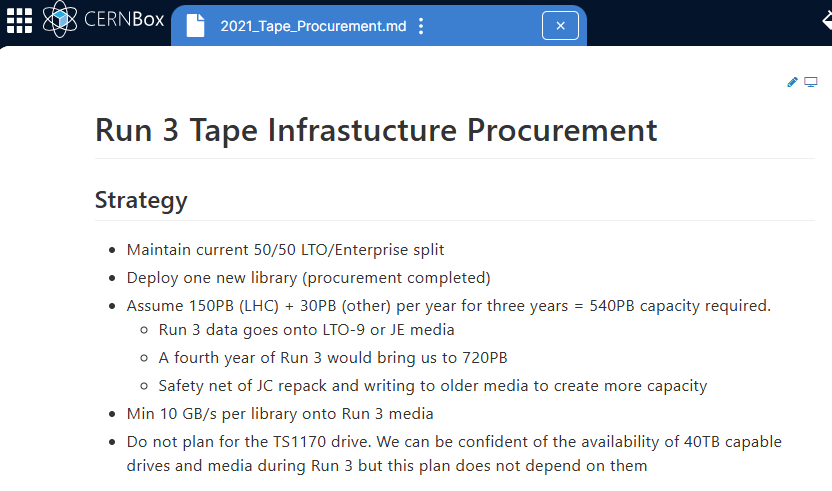 CERNBox
2021_Tape_Procurement.md
Run 3 Tape Infrastucture Procurement
Strategy
• Maintain current 50/50 LTO/Enterprise split
• Deploy one new library (procurement completed)
• Assume 150PB (LHC) + 30PB (other) per year for three years = 540PB capacity required.
◦ Run 3 data goes onto LTO-9 or JE media
◦ A fourth year of Run 3 would bring us to 720PB
◦ Safety net of JC repack and writing to older media to create more capacity
• Min 10 GB/s per library onto Run 3 media
• Do not plan for the TS1170 drive. We can be confident of the availability of 40TB capable
drives and media during Run 3 but this plan does not depend on them